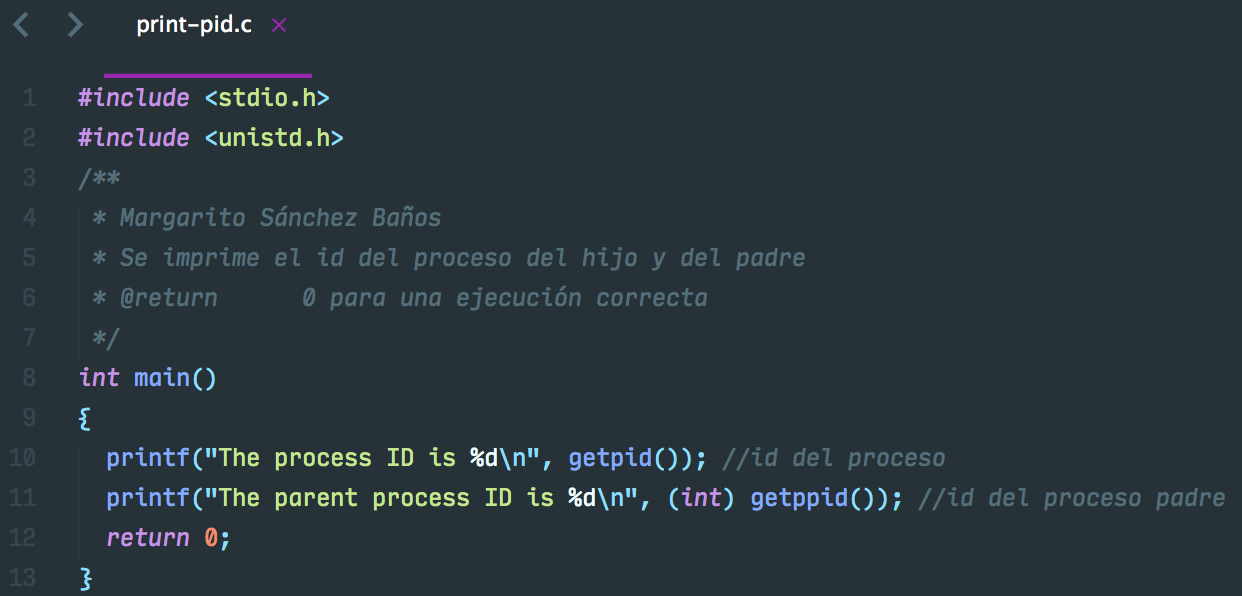 print-pid.c ×
1 #include <stdio.h>
2 #include <unistd.h>
3 /**
4  * Margarito Sánchez Baños
5  * Se imprime el id del proceso del hijo y del padre
6  * @return      0 para una ejecución correcta
7  */
8 int main()
9 {
10   printf("The process ID is %d\n", getpid()); //id del proceso
11   printf("The parent process ID is %d\n", (int) getppid()); //id del proceso padre
12   return 0;
13 }